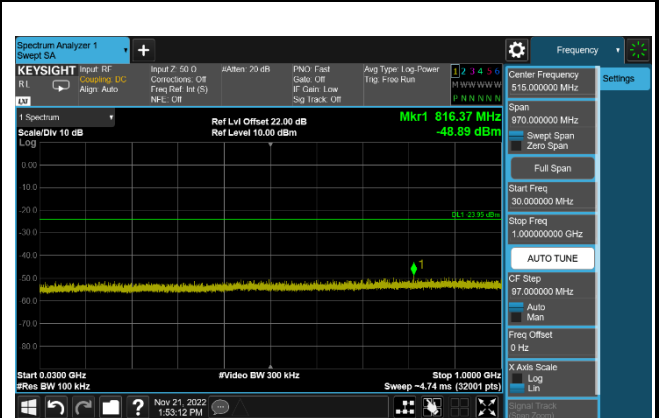 Spectrum Analyzer 1
Swept SA
Frequency
KEYSIGHT
Input: RF
Coupling: DC
Align: Auto
Input Z: 50 Ω
Corrections: Off
Freq Ref: Int (S)
NFE: Off
#Atten: 20 dB
PNO: Fast
Gate: Off
IF Gain: Low
Sig Track: Off
Avg Type: Log-Power
Trig: Free Run
1 2 3 4 5 6
M W W W W W
P N N N N N
RL
LXI
Center Frequency
515.000000 MHz
Settings
Span
970.000000 MHz
Swept Span
Zero Span
Full Span
Start Freq
30.000000 MHz
Stop Freq
1.000000000 GHz
AUTO TUNE
CF Step
97.000000 MHz
Auto
Man
Freq Offset
0 Hz
X Axis Scale
Log
Lin
Signal Track
(Span Zoom)
1 Spectrum
Scale/Div 10 dB
Log
Ref Lvl Offset 22.00 dB
Ref Level 10.00 dBm
Mkr1 816.37 MHz
-48.89 dBm
0.00
-10.0
-20.0
-30.0
-40.0
-50.0
-60.0
-70.0
-80.0
DL1 -23.95 dBm
1
Start 0.0300 GHz
#Res BW 100 kHz
#Video BW 300 kHz
Stop 1.0000 GHz
Sweep ~4.74 ms (32001 pts)
?
Nov 21, 2022
1:53:12 PM